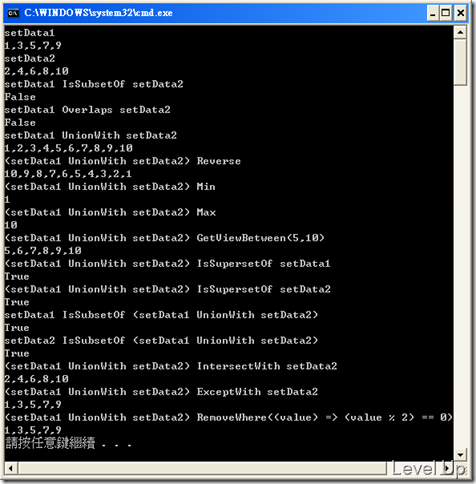 C:\WINDOWS\system32\cmd.exe
setData1
1,3,5,7,9
setData2
2,4,6,8,10
setData1 IsSubsetOf setData2
False
setData1 Overlaps setData2
False
setData1 UnionWith setData2
1,2,3,4,5,6,7,8,9,10
(setData1 UnionWith setData2) Reverse
10,9,8,7,6,5,4,3,2,1
(setData1 UnionWith setData2) Min
1
(setData1 UnionWith setData2) Max
10
(setData1 UnionWith setData2) GetViewBetween(5,10)
5,6,7,8,9,10
(setData1 UnionWith setData2) IsSupersetOf setData1
True
(setData1 UnionWith setData2) IsSupersetOf setData2
True
setData1 IsSubsetOf (setData1 UnionWith setData2)
True
setData2 IsSubsetOf (setData1 UnionWith setData2)
True
(setData1 UnionWith setData2) IntersectWith setData2
2,4,6,8,10
(setData1 UnionWith setData2) ExceptWith setData2
1,3,5,7,9
(setData1 UnionWith setData2) RemoveWhere((value) => (value % 2) == 0)
1,3,5,7,9
請按任意鍵繼續 . . .
Level Up